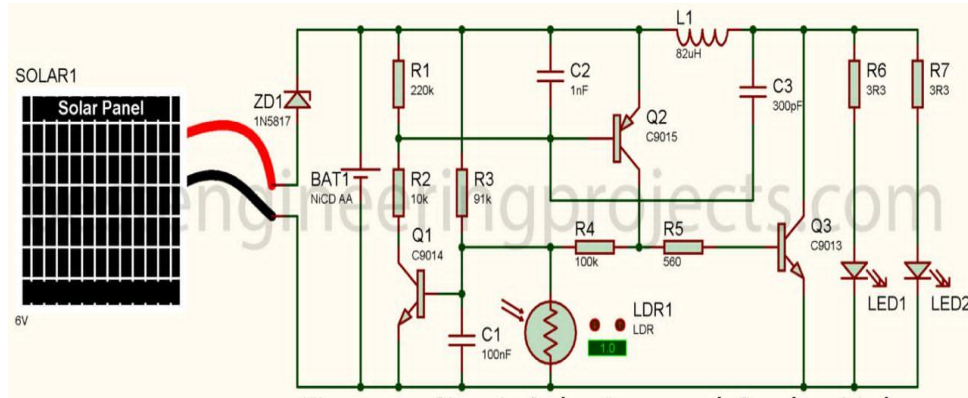 L1
82uH
SOLAR1
Solar Panel
6V
ZD1
1N5817
BAT1
NiCD AA
R1
220k
R2
10k
R3
91k
C2
1nF
Q2
C9015
C3
300pF
R6
3R3
R7
3R3
engineeringprojects.com
Q1
C9014
R4
100k
R5
560
Q3
C9013
C1
100nF
LDR1
LDR
1.0
LED1
LED2